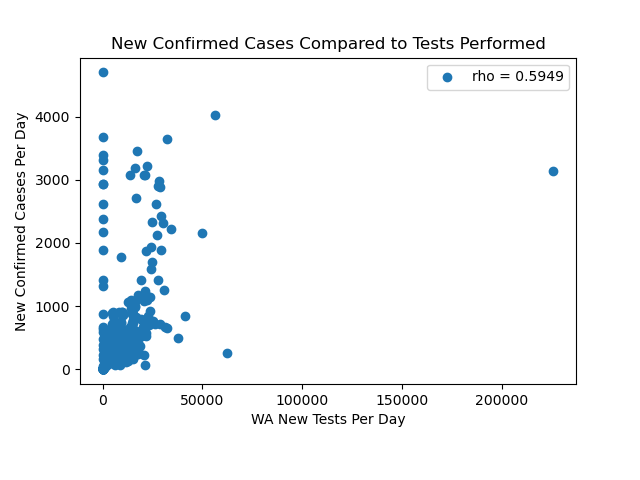 New Confirmed Cases Compared to Tests Performed
rho = 0.5949
New Confirmed Caeses Per Day
4000
3000
2000
1000
0
0
50000
100000
150000
200000
WA New Tests Per Day